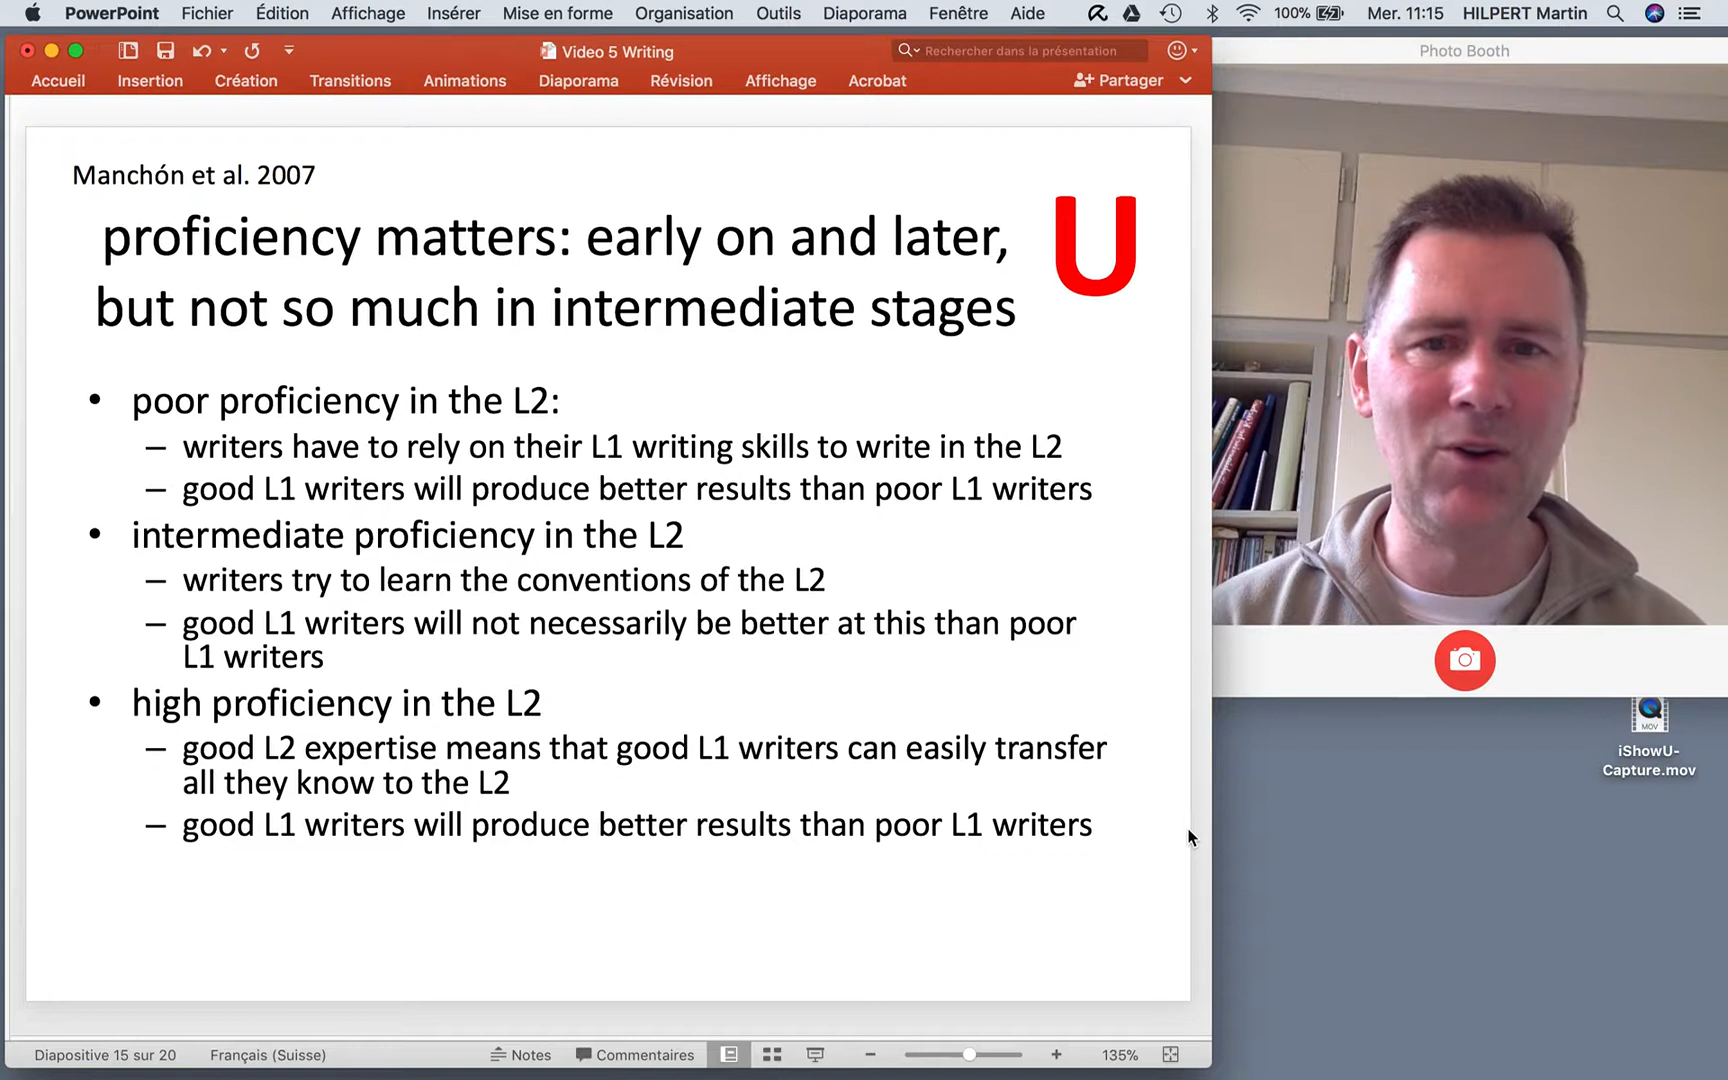 PowerPoint Fichier Édition Affichage Insérer Mise en forme Organisation Outils Diaporama Fenêtre Aide 100% Mer. 11:15 HILPERT Martin
Video 5 Writing
Rechercher dans la présentation
Photo Booth
Accueil Insertion Création Transitions Animations Diaporama Révision Affichage Acrobat Partager
Manchón et al. 2007
proficiency matters: early on and later,
but not so much in intermediate stages
U
• poor proficiency in the L2:
– writers have to rely on their L1 writing skills to write in the L2
– good L1 writers will produce better results than poor L1 writers
• intermediate proficiency in the L2
– writers try to learn the conventions of the L2
– good L1 writers will not necessarily be better at this than poor
L1 writers
• high proficiency in the L2
– good L2 expertise means that good L1 writers can easily transfer
all they know to the L2
– good L1 writers will produce better results than poor L1 writers
MOV
iShowU-
Capture.mov
Diapositive 15 sur 20 Français (Suisse) Notes Commentaires 135%